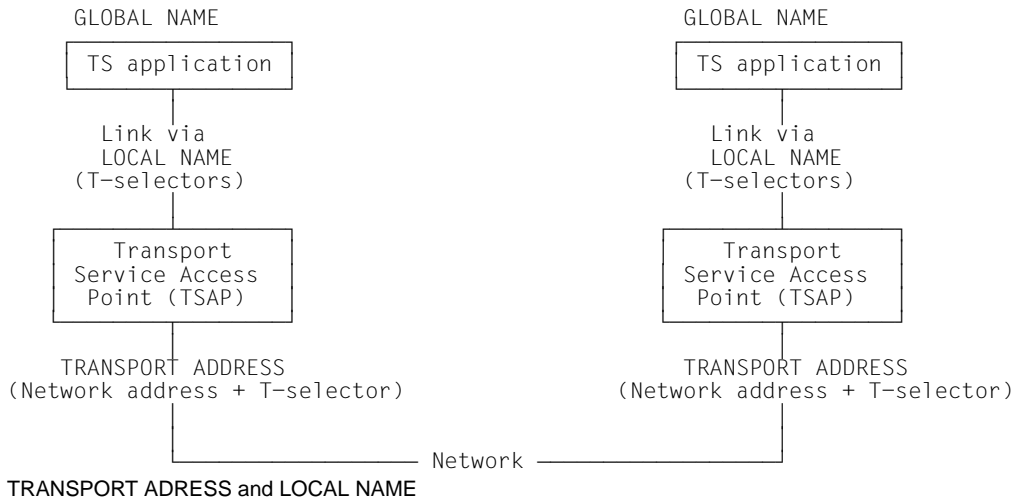 GLOBAL NAME
GLOBAL NAME
TS application
TS application
Link via
LOCAL NAME
(T-selectors)
Link via
LOCAL NAME
(T-selectors)
Transport
Service Access
Point (TSAP)
Transport
Service Access
Point (TSAP)
TRANSPORT ADDRESS
(Network address + T-selector)
TRANSPORT ADDRESS
(Network address + T-selector)
Network
TRANSPORT ADRESS and LOCAL NAME